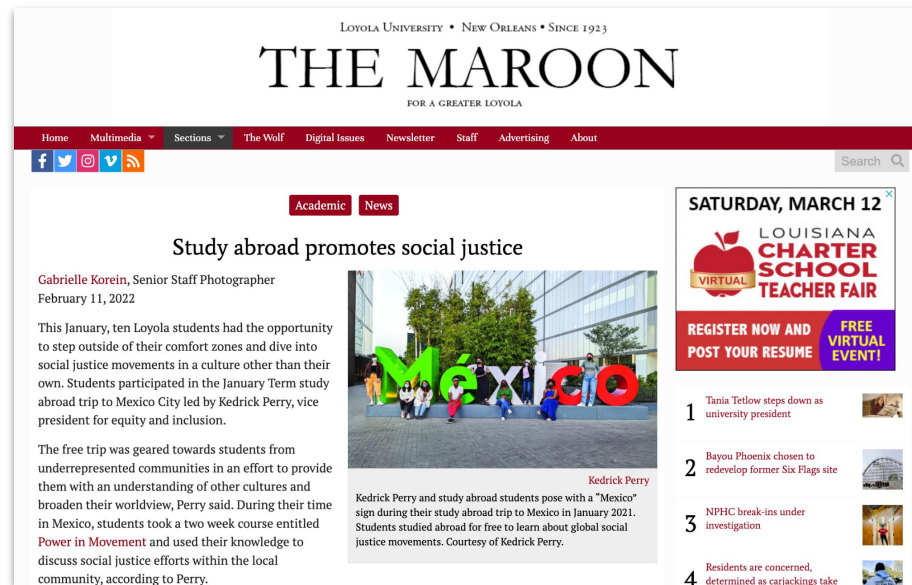 LOYOLA UNIVERSITY • NEW ORLEANS • SINCE 1923
THE MAROON
FOR A GREATER LOYOLA
Home Multimedia Sections The Wolf Digital Issues Newsletter Staff Advertising About
Search
Academic News
Study abroad promotes social justice
Gabrielle Korein, Senior Staff Photographer
February 11, 2022
This January, ten Loyola students had the opportunity
to step outside of their comfort zones and dive into
social justice movements in a culture other than their
own. Students participated in the January Term study
abroad trip to Mexico City led by Kedrick Perry, vice
president for equity and inclusion.
The free trip was geared towards students from
underrepresented communities in an effort to provide
them with an understanding of other cultures and
broaden their worldview, Perry said. During their time
in Mexico, students took a two week course entitled
Power in Movement and used their knowledge to
discuss social justice efforts within the local
community, according to Perry.
México
Kedrick Perry
Kedrick Perry and study abroad students pose with a “Mexico”
sign during their study abroad trip to Mexico in January 2021.
Students studied abroad for free to learn about global social
justice movements. Courtesy of Kedrick Perry.
SATURDAY, MARCH 12
LOUISIANA
CHARTER
SCHOOL
VIRTUAL
TEACHER FAIR
REGISTER NOW AND
POST YOUR RESUME
FREE
VIRTUAL
EVENT!
1 Tania Tetlow steps down as
university president
2 Bayou Phoenix chosen to
redevelop former Six Flags site
3 NPHC break-ins under
investigation
4 Residents are concerned,
determined as carjackings take